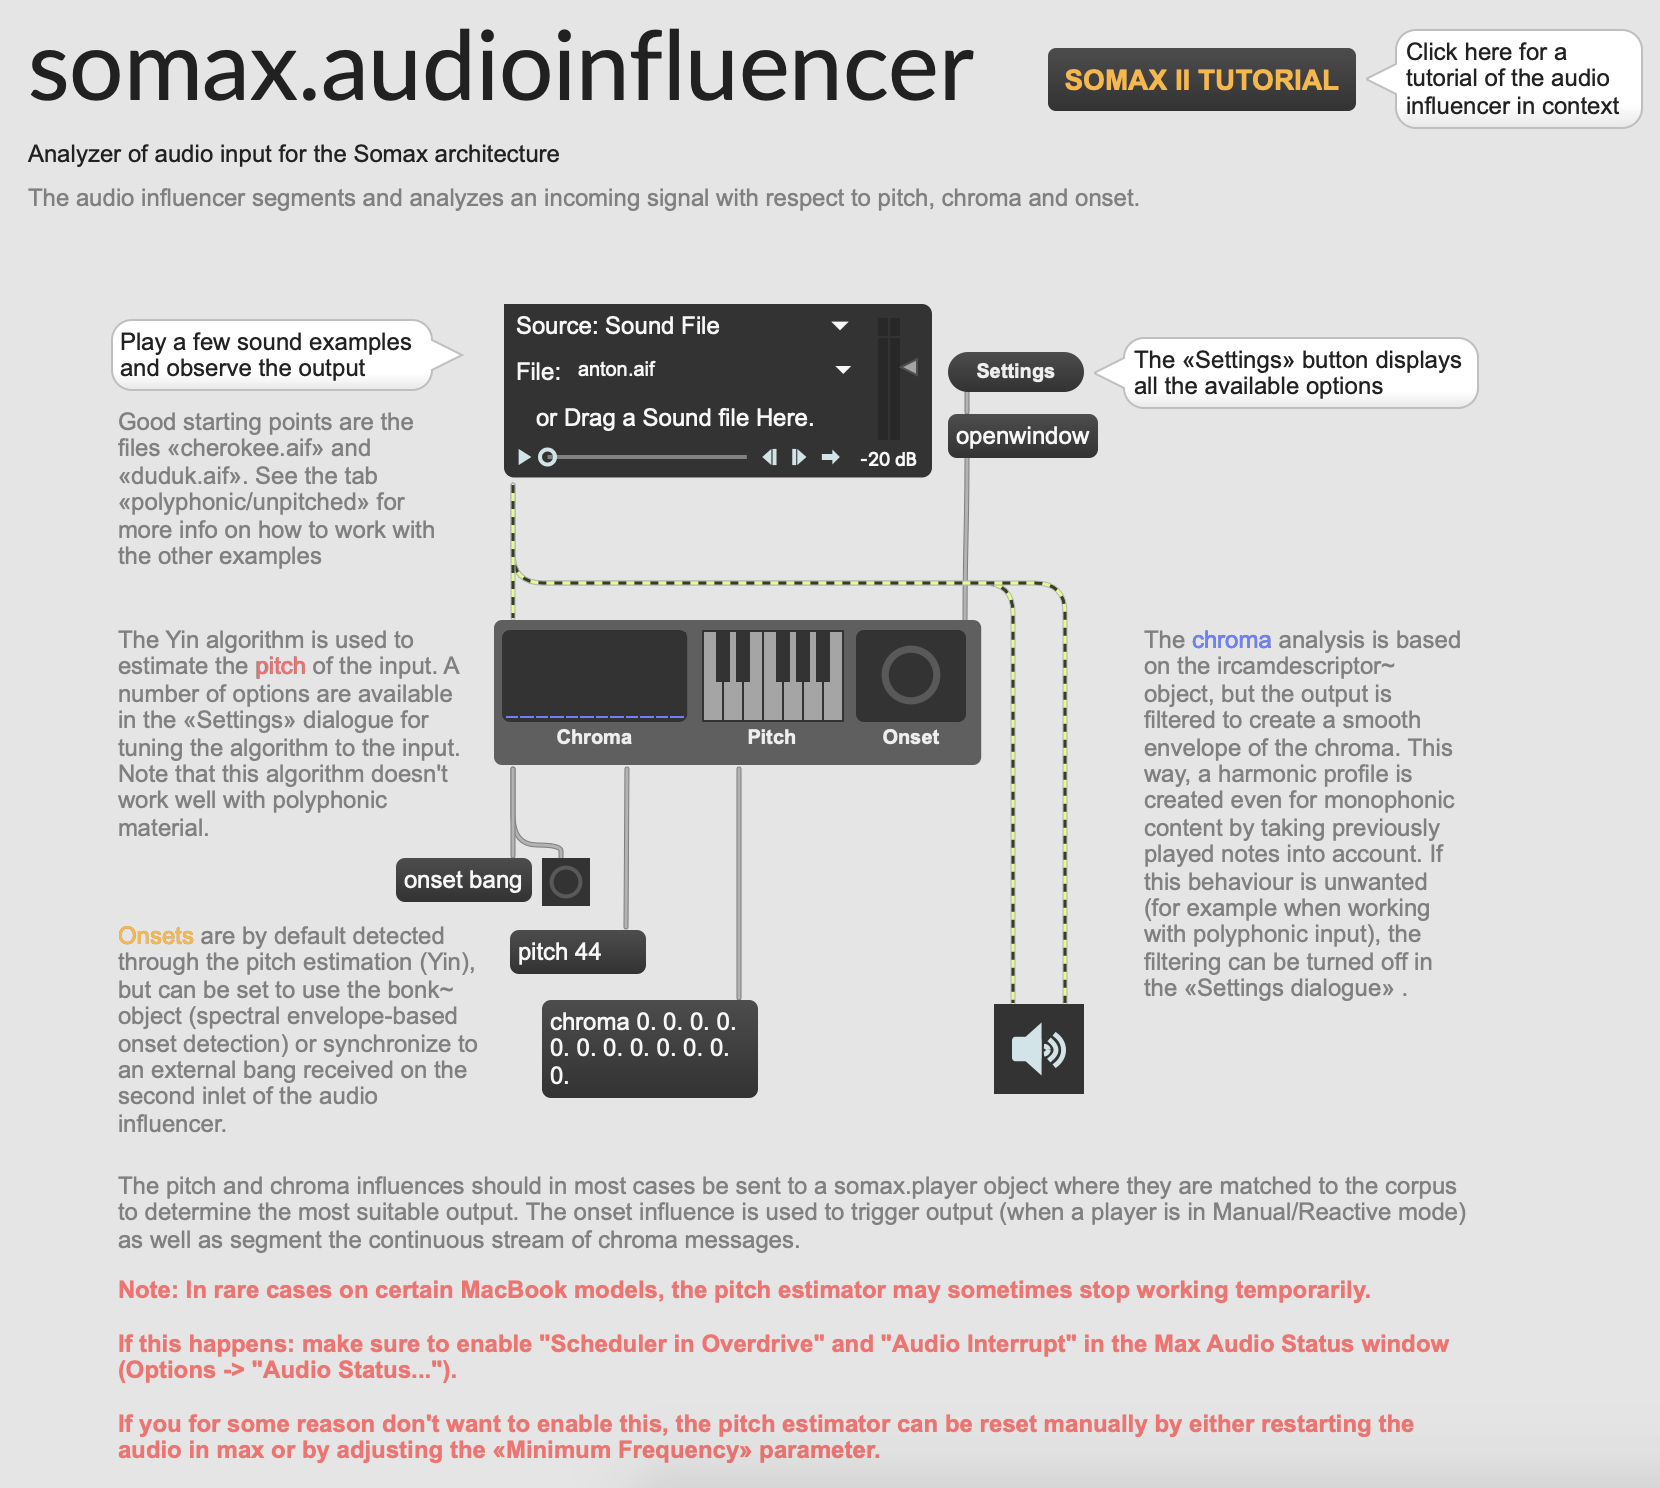 somax.audioinfluencer
SOMAX II TUTORIAL
Click here for a
tutorial of the audio
influencer in context
Analyzer of audio input for the Somax architecture
The audio influencer segments and analyzes an incoming signal with respect to pitch, chroma and onset.
Play a few sound examples
and observe the output
Good starting points are the
files «cherokee.aif» and
«duduk.aif». See the tab
«polyphonic/unpitched» for
more info on how to work with
the other examples
Source: Sound File
File: anton.aif
or Drag a Sound file Here.
-20 dB
Settings
openwindow
The «Settings» button displays
all the available options
The Yin algorithm is used to
estimate the pitch of the input. A
number of options are available
in the «Settings» dialogue for
tuning the algorithm to the input.
Note that this algorithm doesn't
work well with polyphonic
material.
Chroma
Pitch
Onset
The chroma analysis is based
on the ircamdescriptor~
object, but the output is
filtered to create a smooth
envelope of the chroma. This
way, a harmonic profile is
created even for monophonic
content by taking previously
played notes into account. If
this behaviour is unwanted
(for example when working
with polyphonic input), the
filtering can be turned off in
the «Settings dialogue» .
onset bang
pitch 44
chroma 0. 0. 0. 0.
0. 0. 0. 0. 0. 0. 0.
0.
Onsets are by default detected
through the pitch estimation (Yin),
but can be set to use the bonk~
object (spectral envelope-based
onset detection) or synchronize to
an external bang received on the
second inlet of the audio
influencer.
The pitch and chroma influences should in most cases be sent to a somax.player object where they are matched to the corpus
to determine the most suitable output. The onset influence is used to trigger output (when a player is in Manual/Reactive mode)
as well as segment the continuous stream of chroma messages.
Note: In rare cases on certain MacBook models, the pitch estimator may sometimes stop working temporarily.
If this happens: make sure to enable "Scheduler in Overdrive" and "Audio Interrupt" in the Max Audio Status window
(Options -> "Audio Status...").
If you for some reason don't want to enable this, the pitch estimator can be reset manually by either restarting the
audio in max or by adjusting the «Minimum Frequency» parameter.